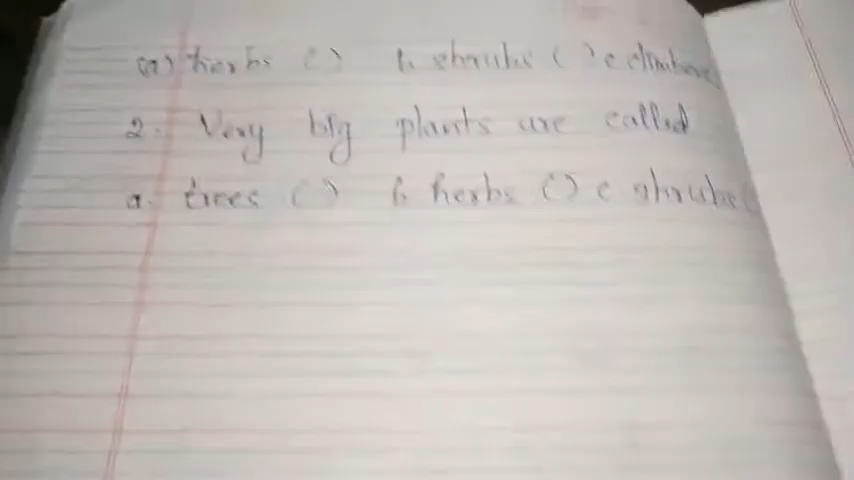 (a) herbs ( ) b shrubs ( ) c climbers
2. Very big plants are called
a. trees ( ) b herbs ( ) c shrubs (